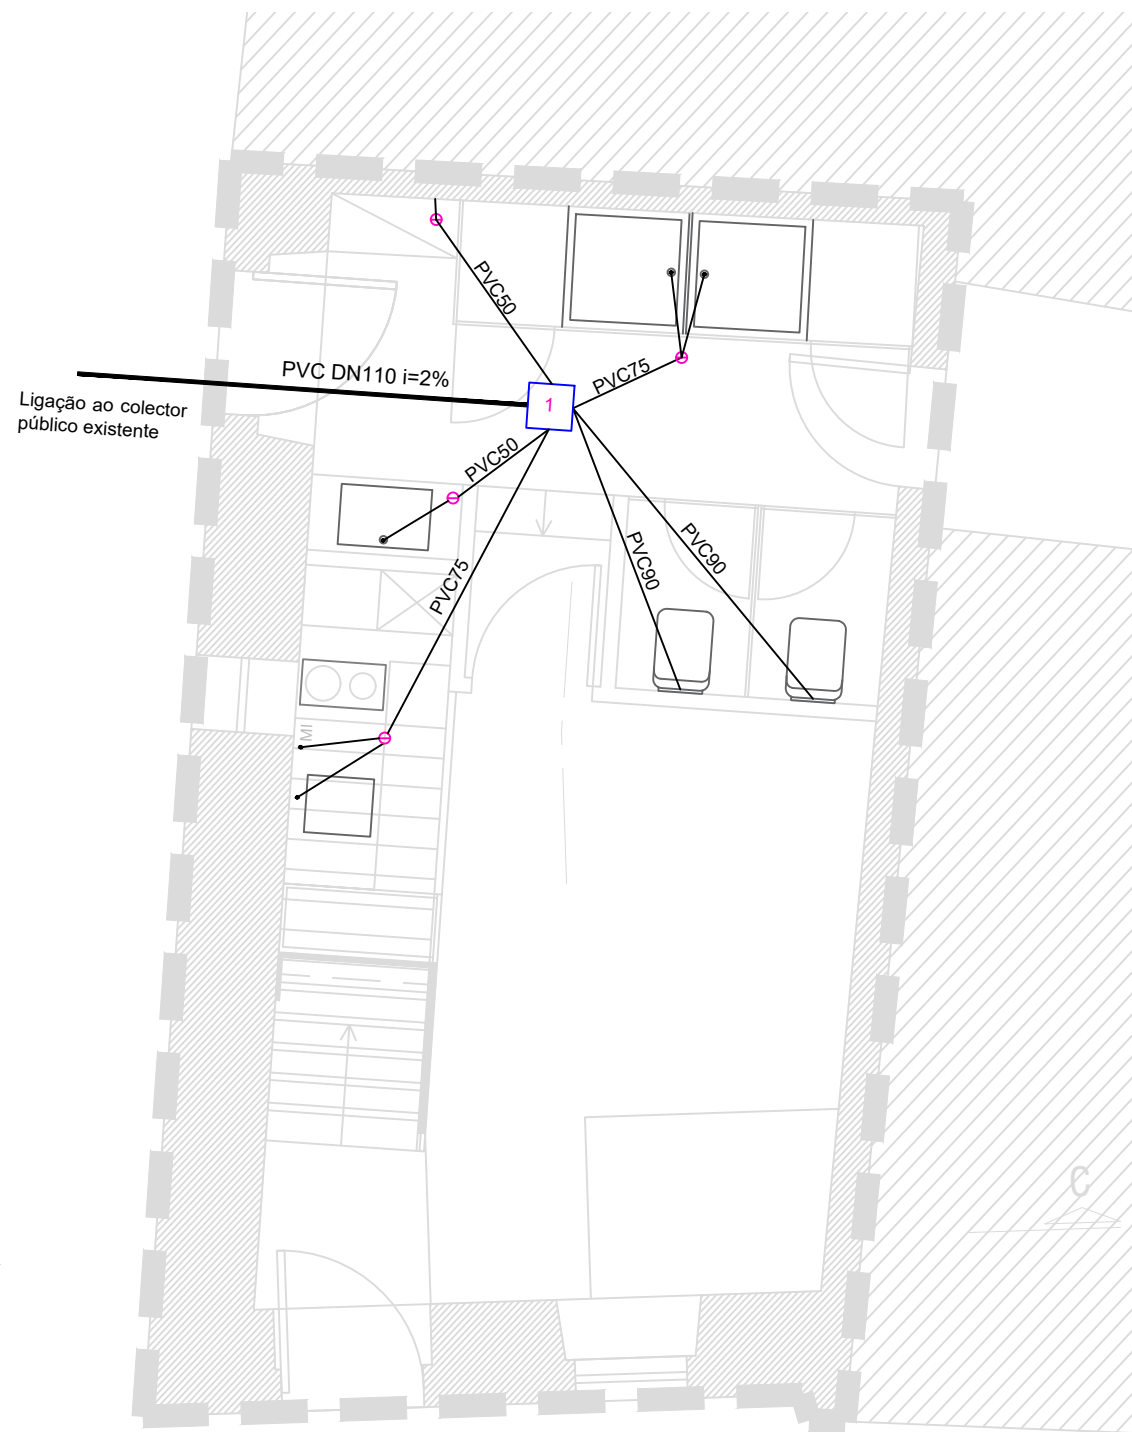 PVC50
PVC75
PVC DN110 i=2%
1
Ligação ao colector
público existente
PVC50
PVC90
PVC90
PVC75
MI
C